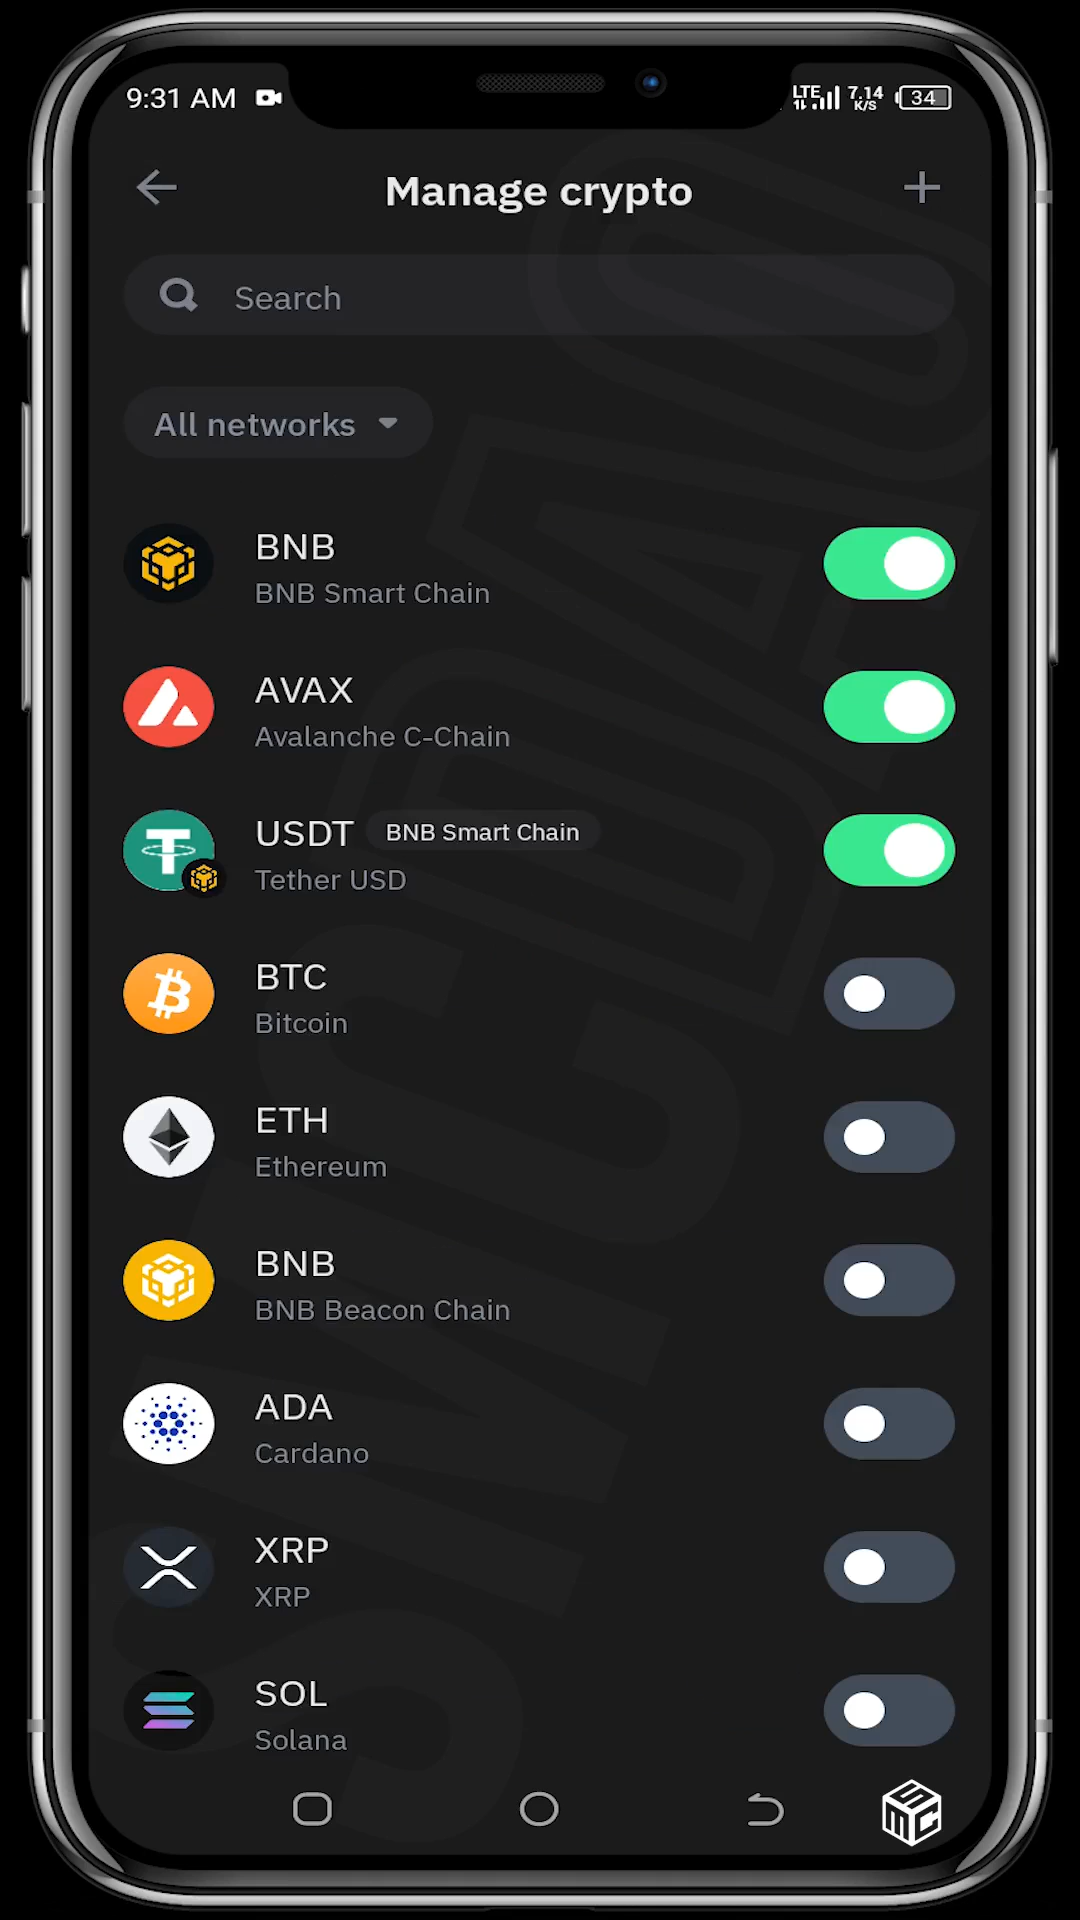 9:31 AM
LTE 7.14 K/S 34
Manage crypto
Search
All networks
BNB
BNB Smart Chain
AVAX
Avalanche C-Chain
USDT BNB Smart Chain
Tether USD
BTC
Bitcoin
ETH
Ethereum
BNB
BNB Beacon Chain
ADA
Cardano
XRP
XRP
SOL
Solana
SMCDAO
SMC